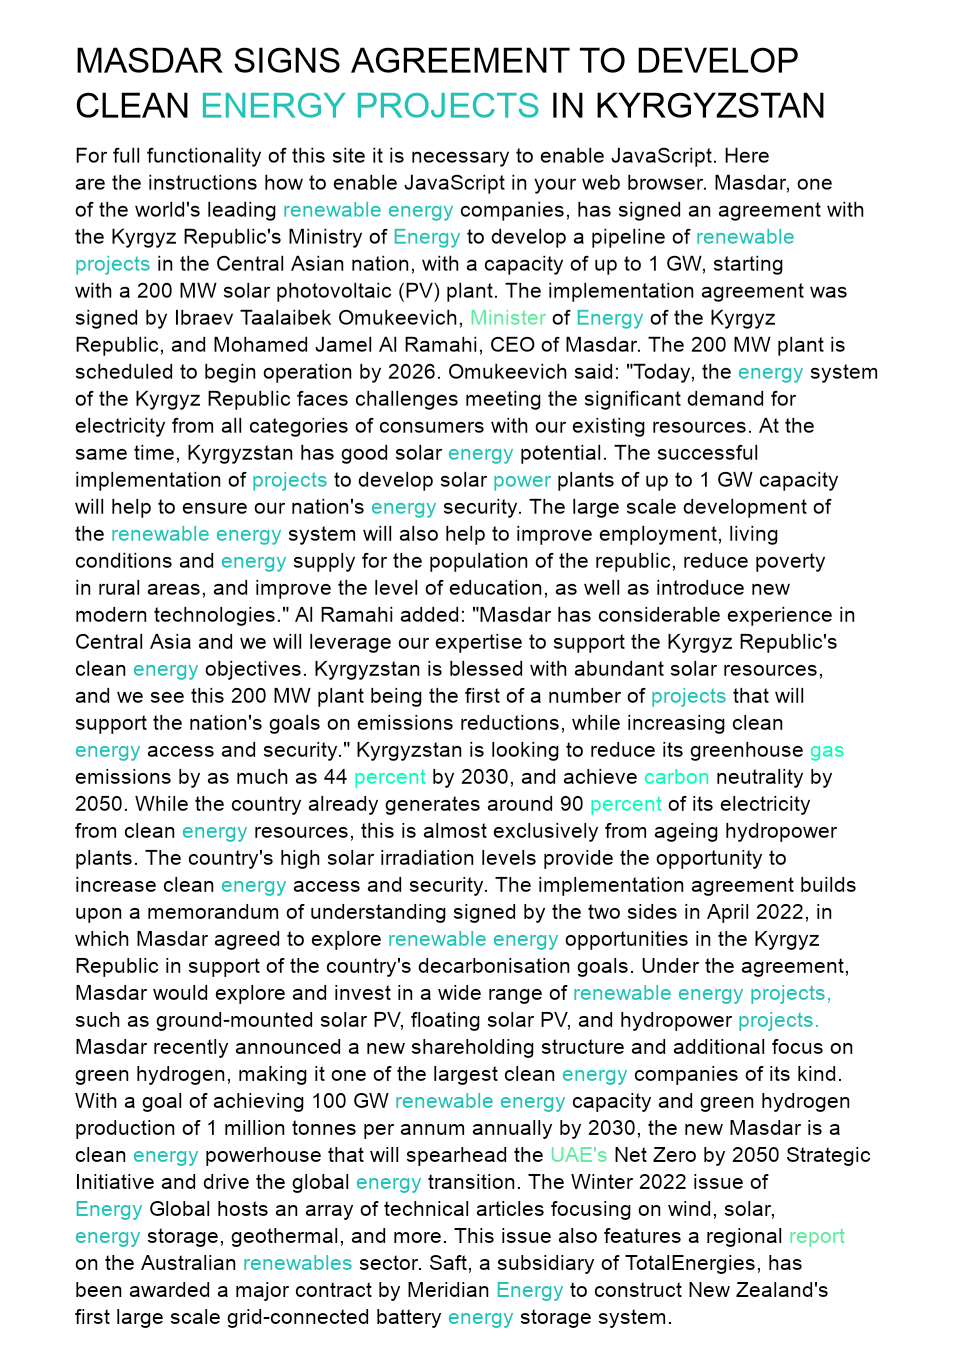 MASDAR SIGNS AGREEMENT TO DEVELOP
CLEAN ENERGY PROJECTS IN KYRGYZSTAN
For full functionality of this site it is necessary to enable JavaScript. Here
are the instructions how to enable JavaScript in your web browser. Masdar, one
of the world's leading renewable energy companies, has signed an agreement with
the Kyrgyz Republic's Ministry of Energy to develop a pipeline of renewable
projects in the Central Asian nation, with a capacity of up to 1 GW, starting
with a 200 MW solar photovoltaic (PV) plant. The implementation agreement was
signed by Ibraev Taalaibek Omukeevich, Minister of Energy of the Kyrgyz
Republic, and Mohamed Jamel Al Ramahi, CEO of Masdar. The 200 MW plant is
scheduled to begin operation by 2026. Omukeevich said: "Today, the energy system
of the Kyrgyz Republic faces challenges meeting the significant demand for
electricity from all categories of consumers with our existing resources. At the
same time, Kyrgyzstan has good solar energy potential. The successful
implementation of projects to develop solar power plants of up to 1 GW capacity
will help to ensure our nation's energy security. The large scale development of
the renewable energy system will also help to improve employment, living
conditions and energy supply for the population of the republic, reduce poverty
in rural areas, and improve the level of education, as well as introduce new
modern technologies." Al Ramahi added: "Masdar has considerable experience in
Central Asia and we will leverage our expertise to support the Kyrgyz Republic's
clean energy objectives. Kyrgyzstan is blessed with abundant solar resources,
and we see this 200 MW plant being the first of a number of projects that will
support the nation's goals on emissions reductions, while increasing clean
energy access and security." Kyrgyzstan is looking to reduce its greenhouse gas
emissions by as much as 44 percent by 2030, and achieve carbon neutrality by
2050. While the country already generates around 90 percent of its electricity
from clean energy resources, this is almost exclusively from ageing hydropower
plants. The country's high solar irradiation levels provide the opportunity to
increase clean energy access and security. The implementation agreement builds
upon a memorandum of understanding signed by the two sides in April 2022, in
which Masdar agreed to explore renewable energy opportunities in the Kyrgyz
Republic in support of the country's decarbonisation goals. Under the agreement,
Masdar would explore and invest in a wide range of renewable energy projects,
such as ground-mounted solar PV, floating solar PV, and hydropower projects.
Masdar recently announced a new shareholding structure and additional focus on
green hydrogen, making it one of the largest clean energy companies of its kind.
With a goal of achieving 100 GW renewable energy capacity and green hydrogen
production of 1 million tonnes per annum annually by 2030, the new Masdar is a
clean energy powerhouse that will spearhead the UAE's Net Zero by 2050 Strategic
Initiative and drive the global energy transition. The Winter 2022 issue of
Energy Global hosts an array of technical articles focusing on wind, solar,
energy storage, geothermal, and more. This issue also features a regional report
on the Australian renewables sector. Saft, a subsidiary of TotalEnergies, has
been awarded a major contract by Meridian Energy to construct New Zealand's
first large scale grid-connected battery energy storage system.